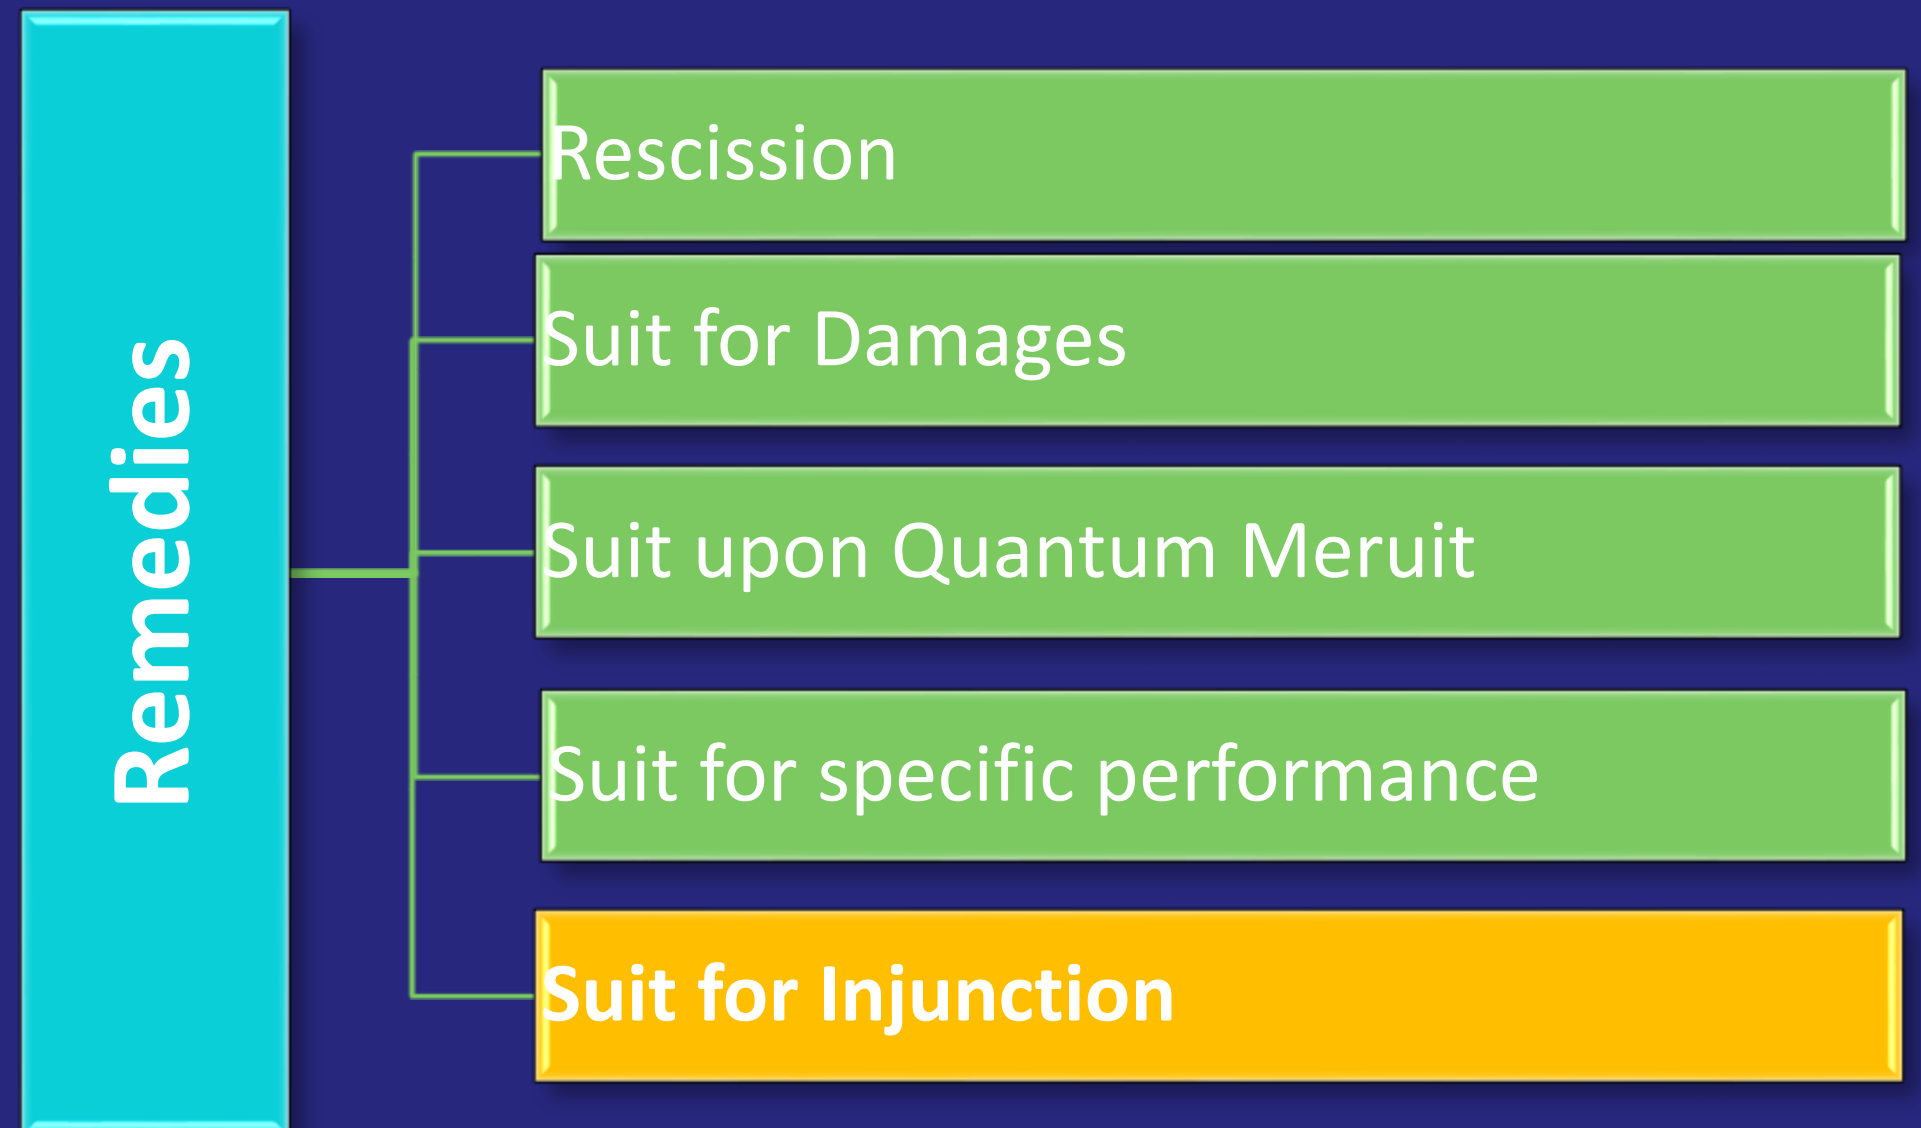 Remedies
Rescission
Suit for Damages
Suit upon Quantum Meruit
Suit for specific performance
Suit for Injunction